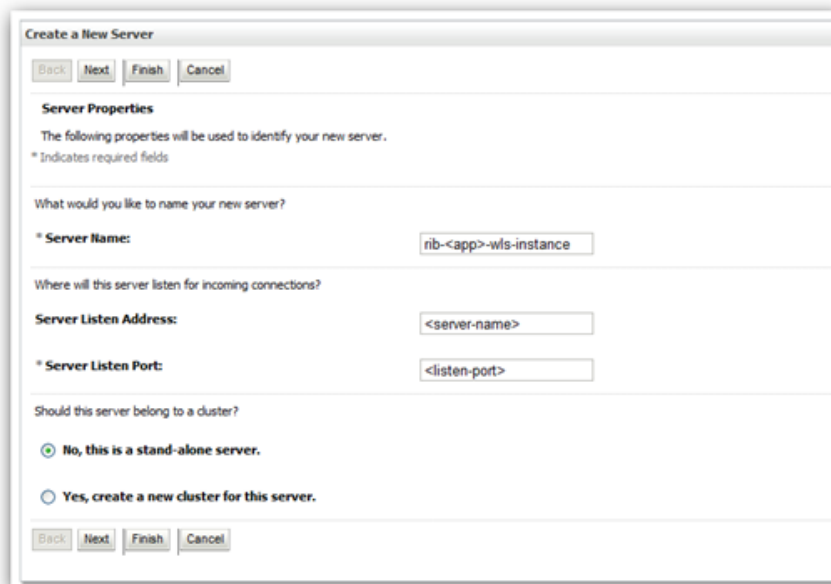 Create a New Server
Back Next Finish Cancel
Server Properties
The following properties will be used to identify your new server.
* Indicates required fields
What would you like to name your new server?
* Server Name: rib-<app>-wls-instance
Where will this server listen for incoming connections?
Server Listen Address: <server-name>
* Server Listen Port: <listen-port>
Should this server belong to a cluster?
No, this is a stand-alone server.
Yes, create a new cluster for this server.
Back Next Finish Cancel